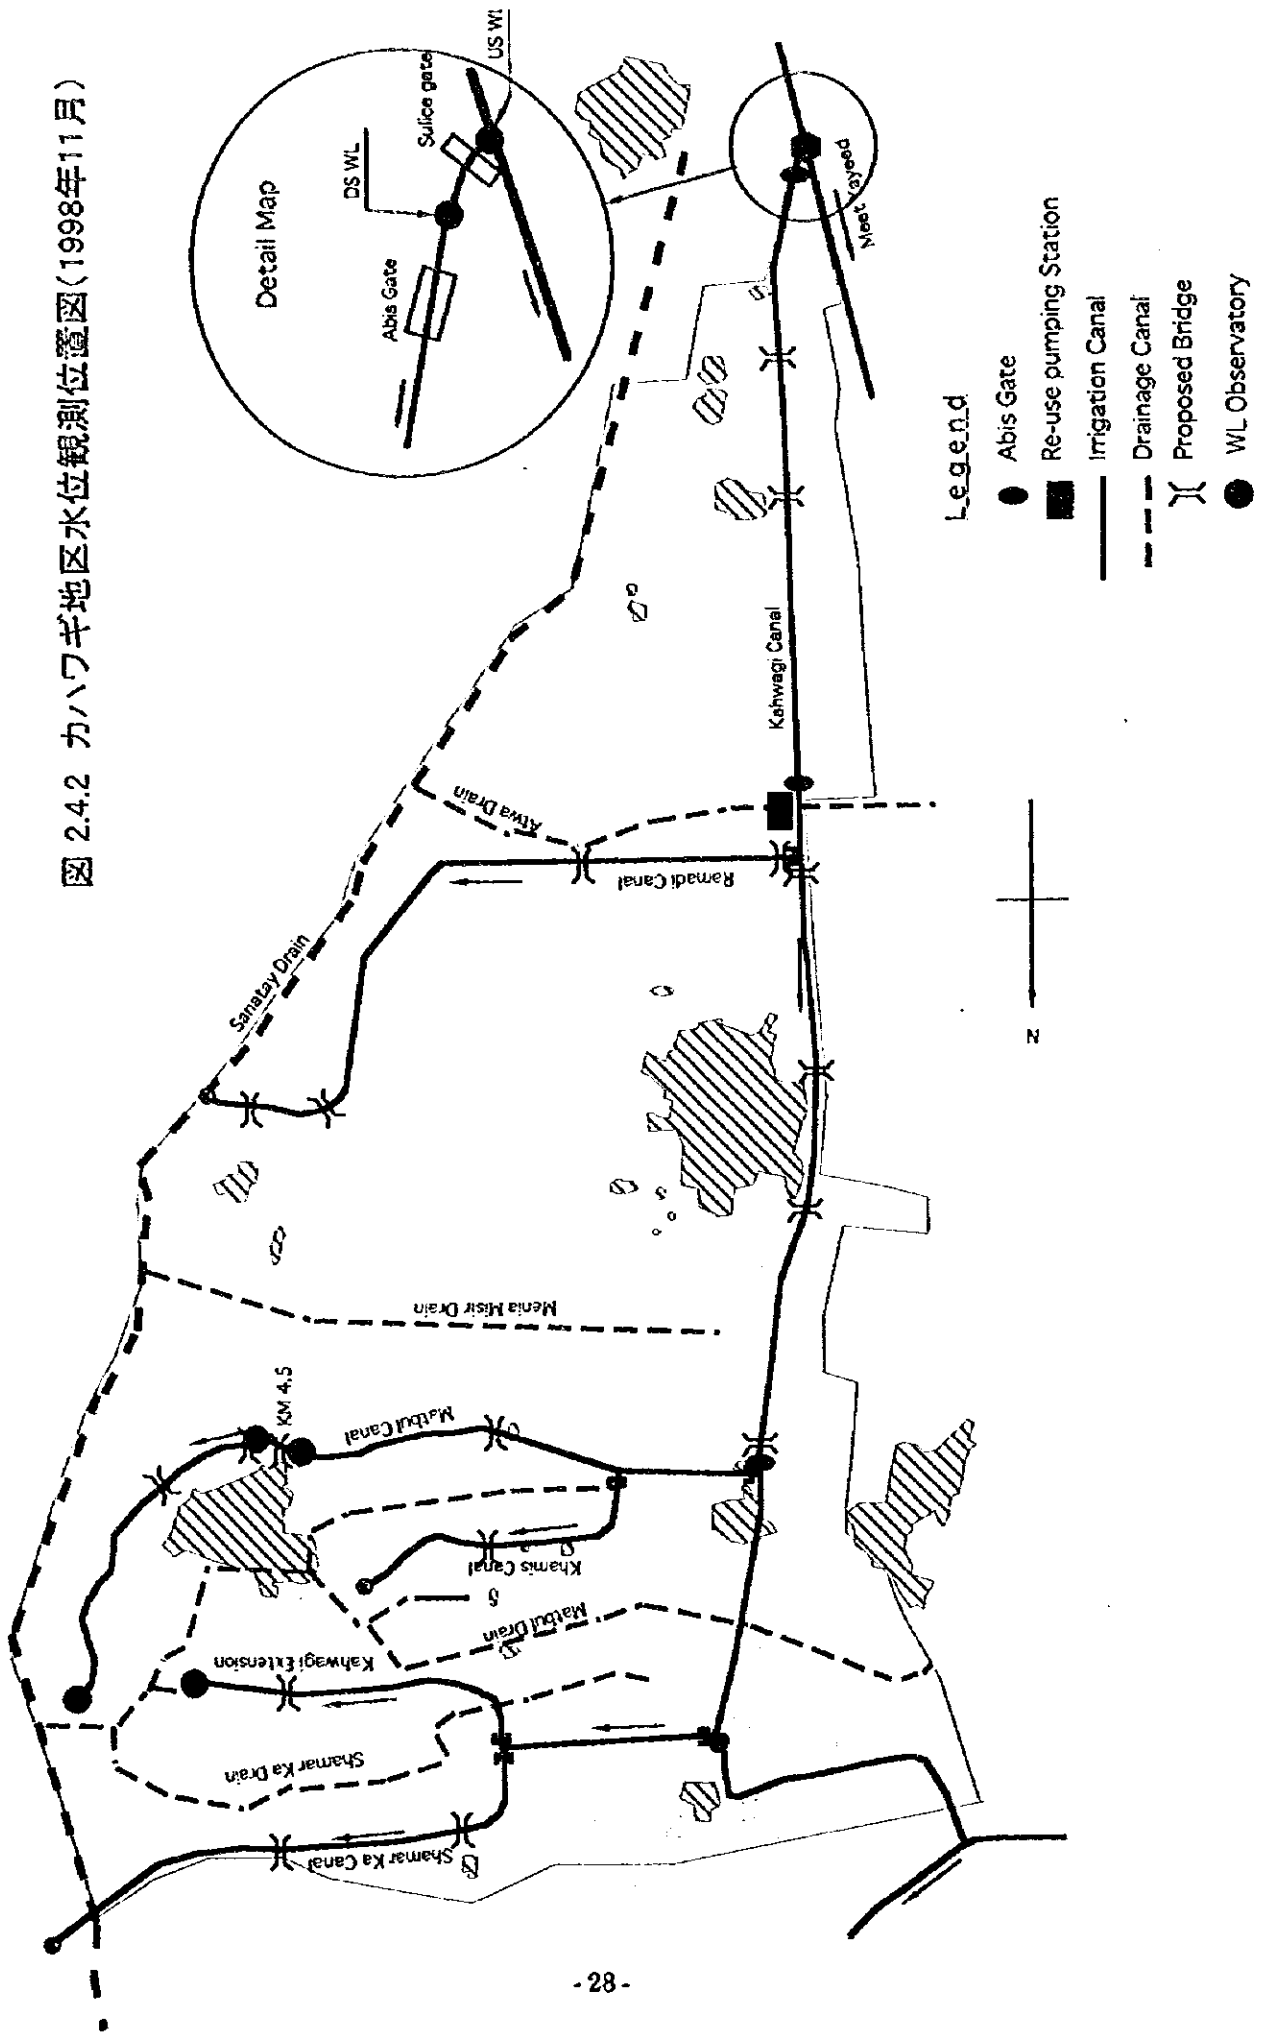 図 2.4.2 カハワギ地区水位観測位置図(1998年11月)
Detail Map
DS WL
US WL
Sulice gate
Abis Gate
Meet Yayeed
Kahwagi Canal
Atwa Drain
Ramadi Canal
Sanatay Drain
Menia Misir Drain
KM 4.5
Matbul Canal
Khamis Canal
Matbul Drain
Kahwagi Extension
Shamar Ka Drain
Shamar Ka Canal
N
Legend
Abis Gate
Re-use pumping Station
Irrigation Canal
Drainage Canal
Proposed Bridge
WL Observatory
- 28 -